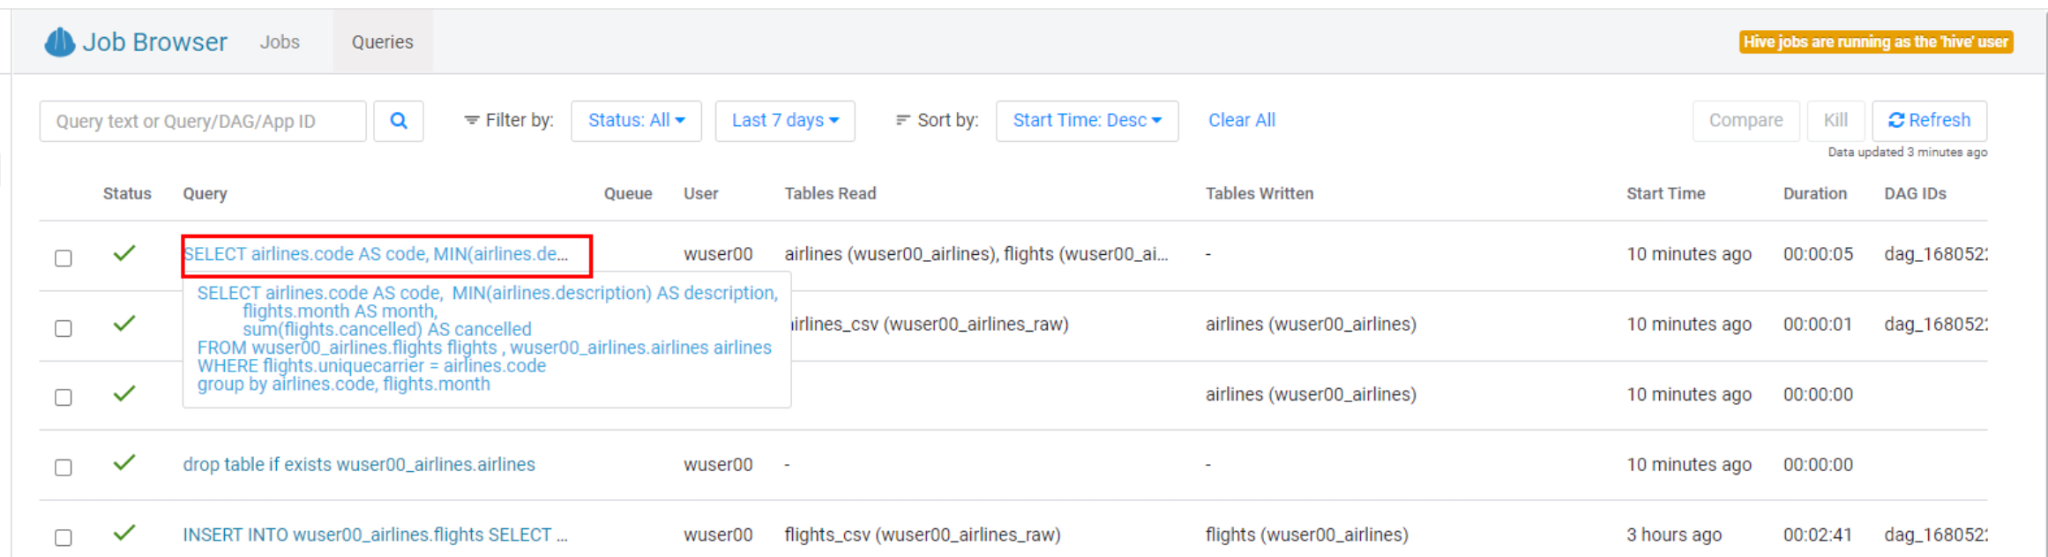 Job Browser Jobs Queries Hive jobs are running as the 'hive' user
Query text or Query/DAG/App ID Filter by: Status: All Last 7 days Sort by: Start Time: Desc Clear All Compare Kill Refresh
Data updated 3 minutes ago
Status Query Queue User Tables Read Tables Written Start Time Duration DAG IDs
SELECT airlines.code AS code, MIN(airlines.de... wuser00 airlines (wuser00_airlines), flights (wuser00_ai... - 10 minutes ago 00:00:05 dag_168052
SELECT airlines.code AS code, MIN(airlines.description) AS description,
flights.month AS month,
sum(flights.cancelled) AS cancelled
FROM wuser00_airlines.flights flights , wuser00_airlines.airlines airlines
WHERE flights.uniquecarrier = airlines.code
group by airlines.code, flights.month
airlines_csv (wuser00_airlines_raw) airlines (wuser00_airlines) 10 minutes ago 00:00:01 dag_168052
airlines (wuser00_airlines) 10 minutes ago 00:00:00
drop table if exists wuser00_airlines.airlines wuser00 - - 10 minutes ago 00:00:00
INSERT INTO wuser00_airlines.flights SELECT ... wuser00 flights_csv (wuser00_airlines_raw) flights (wuser00_airlines) 3 hours ago 00:02:41 dag_168052